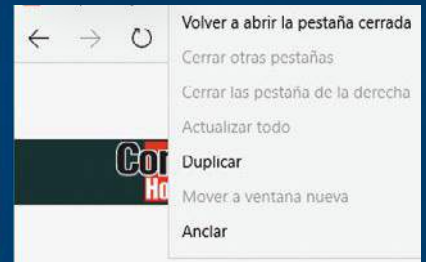 Volver a abrir la pestaña cerrada
Cerrar otras pestañas
Cerrar las pestaña de la derecha
Actualizar todo
Duplicar
Mover a ventana nueva
Anclar